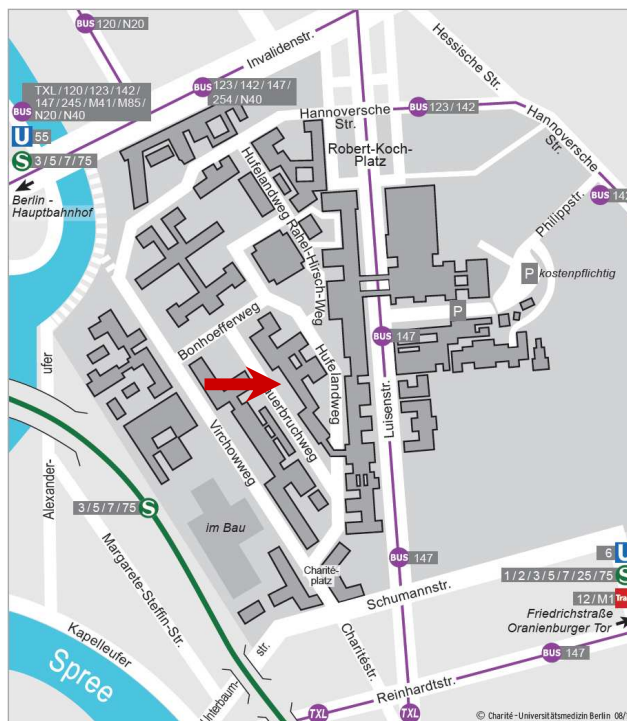 BUS 120/N20
TXL / 120/ 123/ 142/
147/ 245/ M41/ M85/
N20/ N40
BUS
U 55
S 3/5/7/75
Berlin -
Hauptbahnhof
Invalidenstr.
BUS 123 / 142 / 147/
254 / N40
Hessische Str.
Hannoversche
Str.
BUS 123/142
Hannoversche
Str.
Robert-Koch-
Platz
Philippstr.
BUS
Hufelandweg
Rahel-Hirsch-Weg
P kostenpflichtig
P
Bonhoefferweg
BUS 147
Hufelandweg
Luisenstr.
Virchowweg
ufer
Alexander-
3/5/7/75 S
im Bau
Charité-
platz
BUS 147
6 U
1/2/3/5/7/25/75 S
12/M1
Schumannstr.
Friedrichstraße
Oranienburger Tor
Margarete-Steffin-Str.
Kapelleufer
Spree
str.
Unterbaum-
Charitéstr.
BUS 147
Reinhardtstr.
TXL
TXL
© Charité-Universitätsmedizin Berlin